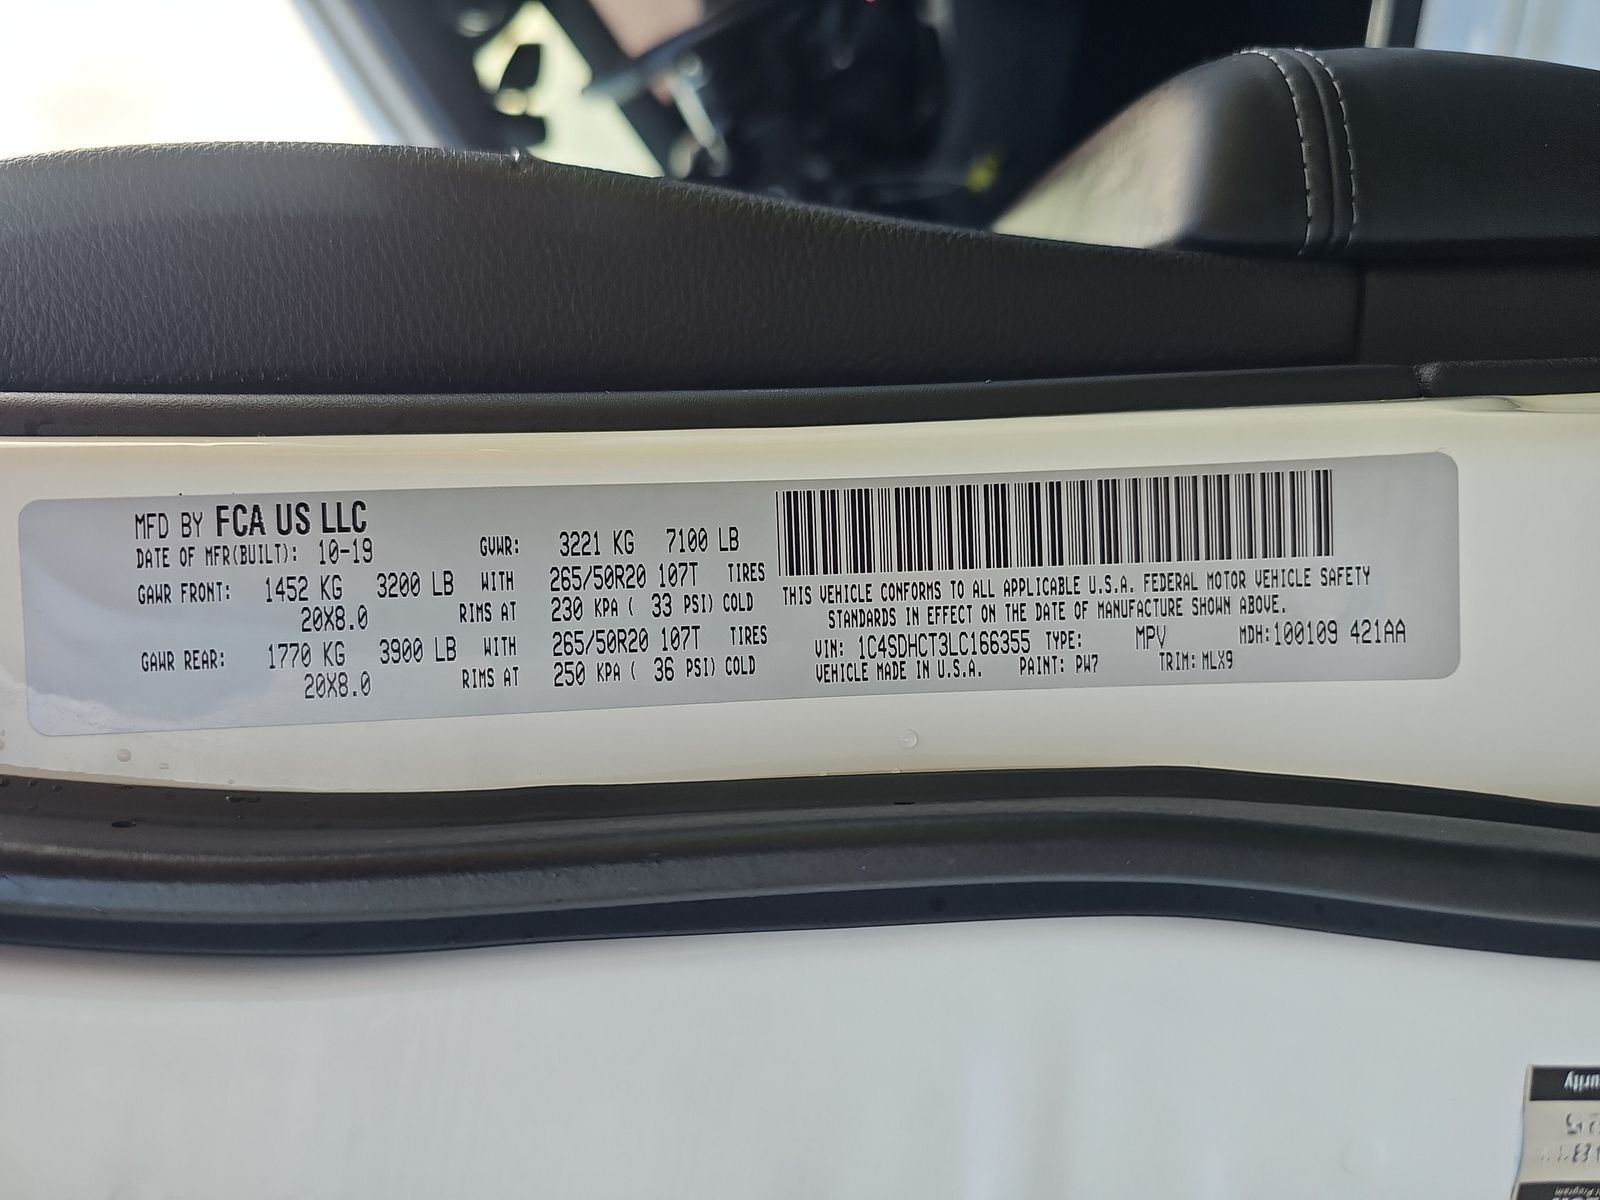 MFD BY FCA US LLC
DATE OF MFR(BUILT): 10-19 GVWR: 3221 KG 7100 LB
GAWR FRONT: 1452 KG 3200 LB WITH 265/50R20 107T TIRES
20X8.0 RIMS AT 230 KPA ( 33 PSI) COLD
GAWR REAR: 1770 KG 3900 LB WITH 265/50R20 107T TIRES
20X8.0 RIMS AT 250 KPA ( 36 PSI) COLD
THIS VEHICLE CONFORMS TO ALL APPLICABLE U.S.A. FEDERAL MOTOR VEHICLE SAFETY
STANDARDS IN EFFECT ON THE DATE OF MANUFACTURE SHOWN ABOVE.
VIN: 1C4SDHCT3LC166355 TYPE: MPV MDH:100109 421AA
VEHICLE MADE IN U.S.A. PAINT: PW7 TRIM: MLX9